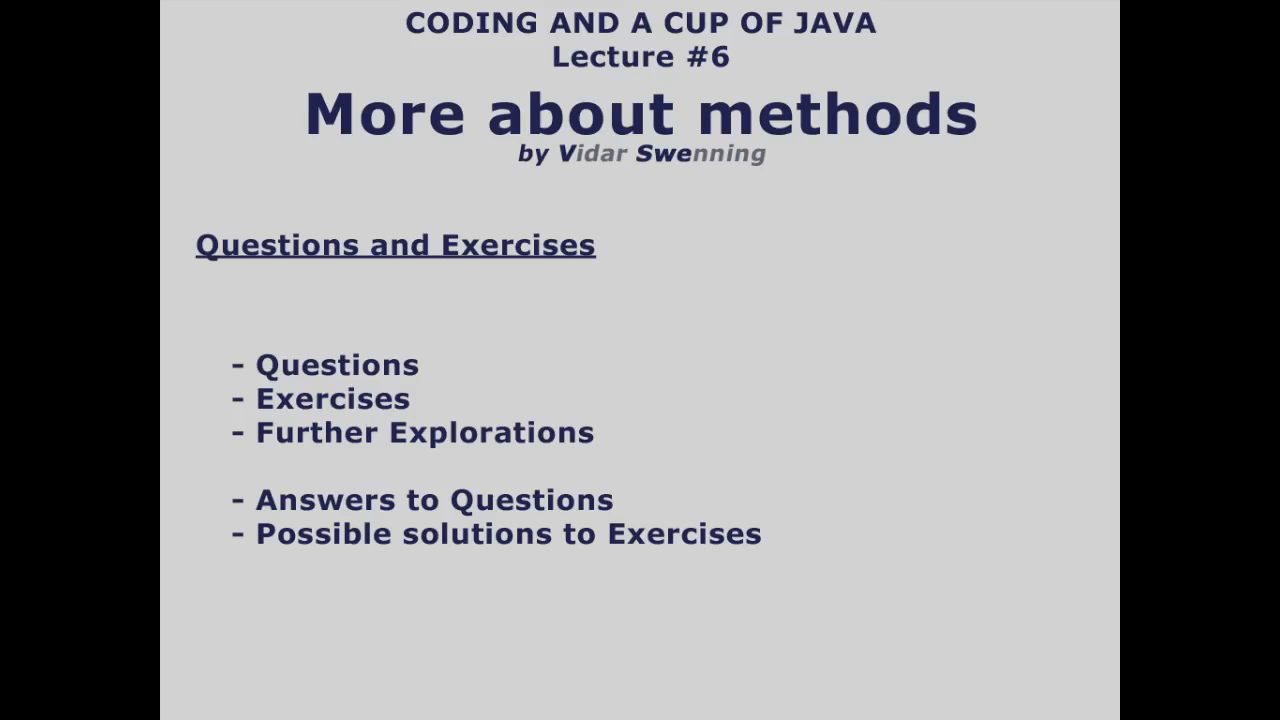 CODING AND A CUP OF JAVA
Lecture #6
More about methods
by Vidar Swenning
Questions and Exercises
- Questions
- Exercises
- Further Explorations
- Answers to Questions
- Possible solutions to Exercises